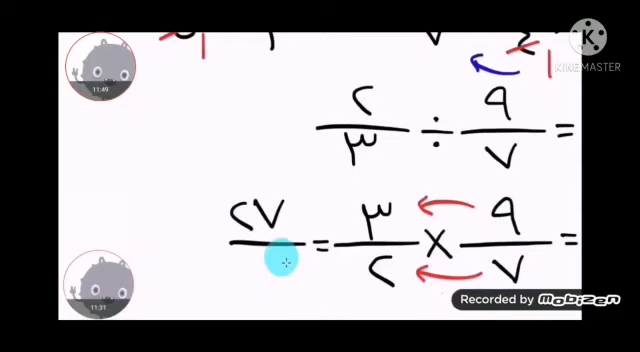 KINEMASTER
11:49
= ٩/٧ ÷ ٢/٣
= ٩/٧ × ٣/٢ = ٢٧
11:31
Recorded by Mobizen